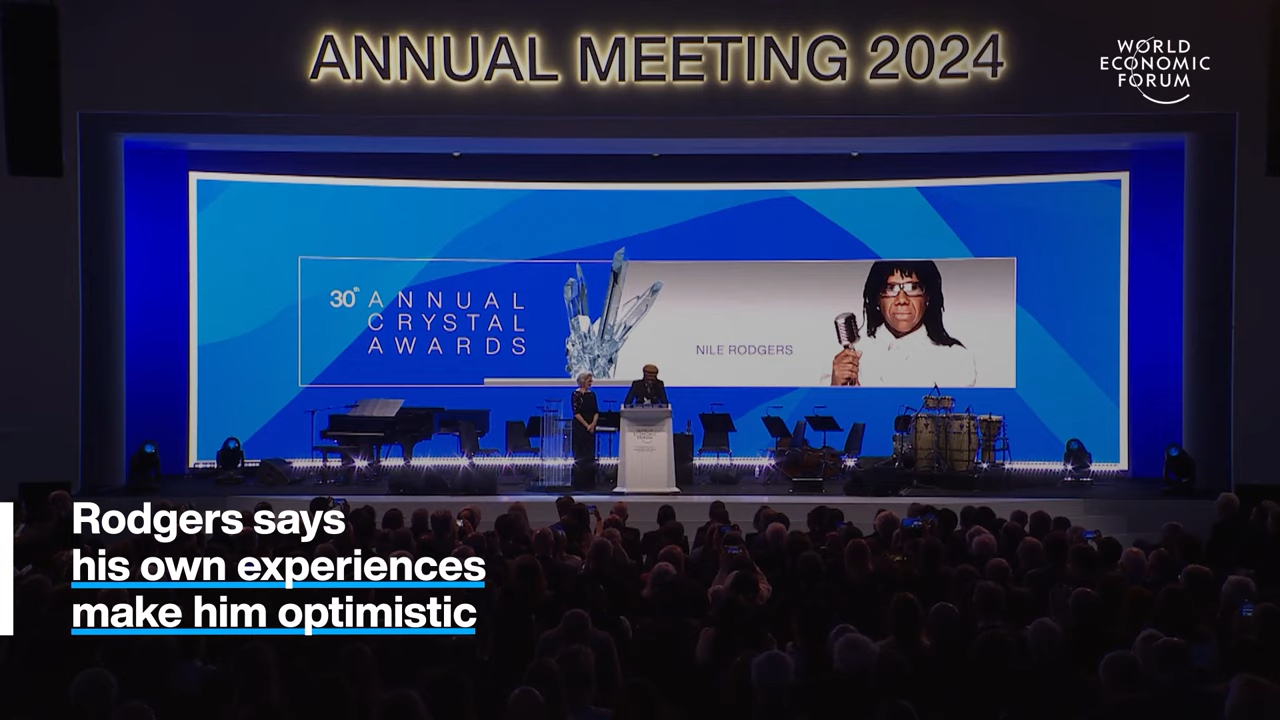 ANNUAL MEETING 2024
WORLD
ECONOMIC
FORUM
30th ANNUAL
CRYSTAL
AWARDS
NILE RODGERS
Rodgers says
his own experiences
make him optimistic